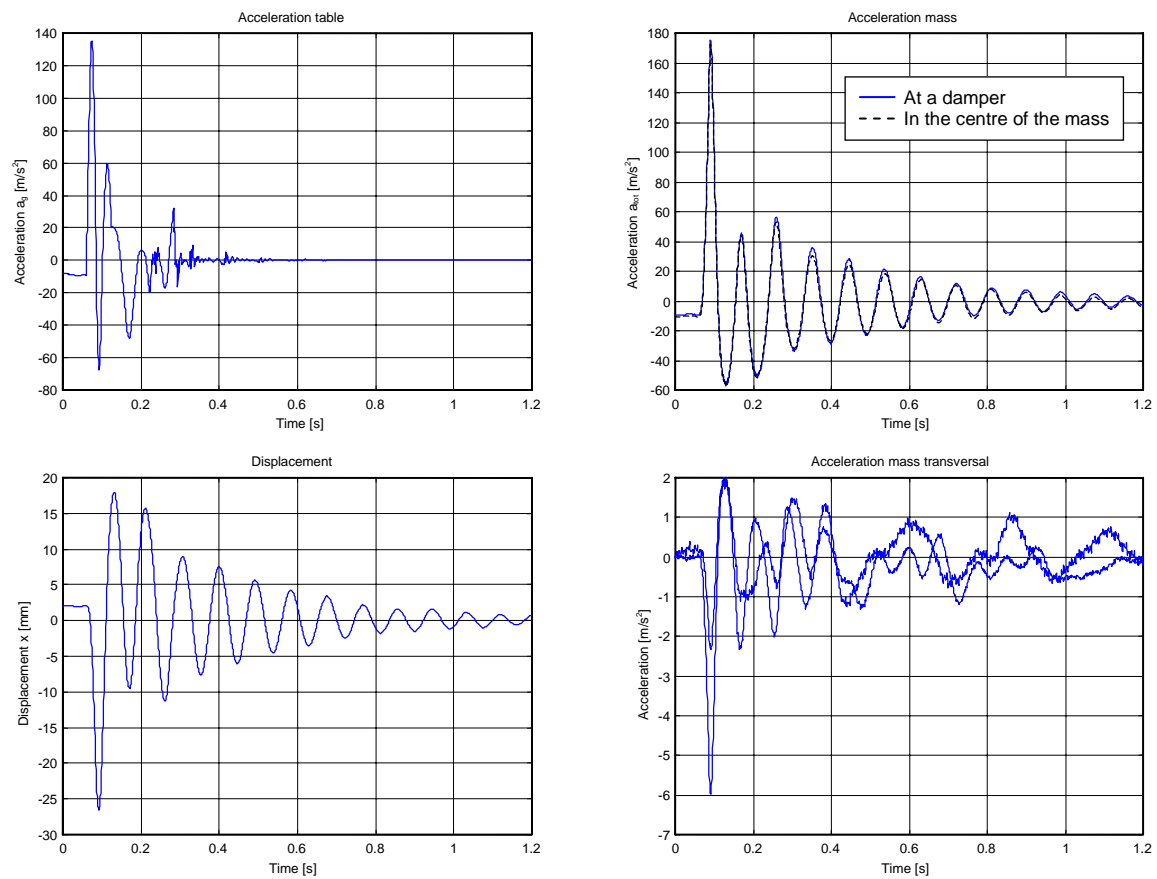 Acceleration table
140
120
100
80
60
40
20
0
-20
-40
-60
-80
Acceleration a_g [m/s²]
0 0.2 0.4 0.6 0.8 1 1.2
Time [s]
Acceleration mass
180
160
140
120
100
80
60
40
20
0
-20
-40
-60
Acceleration a_tot [m/s²]
At a damper
In the centre of the mass
0 0.2 0.4 0.6 0.8 1 1.2
Time [s]
Displacement
20
15
10
5
0
-5
-10
-15
-20
-25
-30
Displacement x [mm]
0 0.2 0.4 0.6 0.8 1 1.2
Time [s]
Acceleration mass transversal
2
1
0
-1
-2
-3
-4
-5
-6
-7
Acceleration [m/s²]
0 0.2 0.4 0.6 0.8 1 1.2
Time [s]